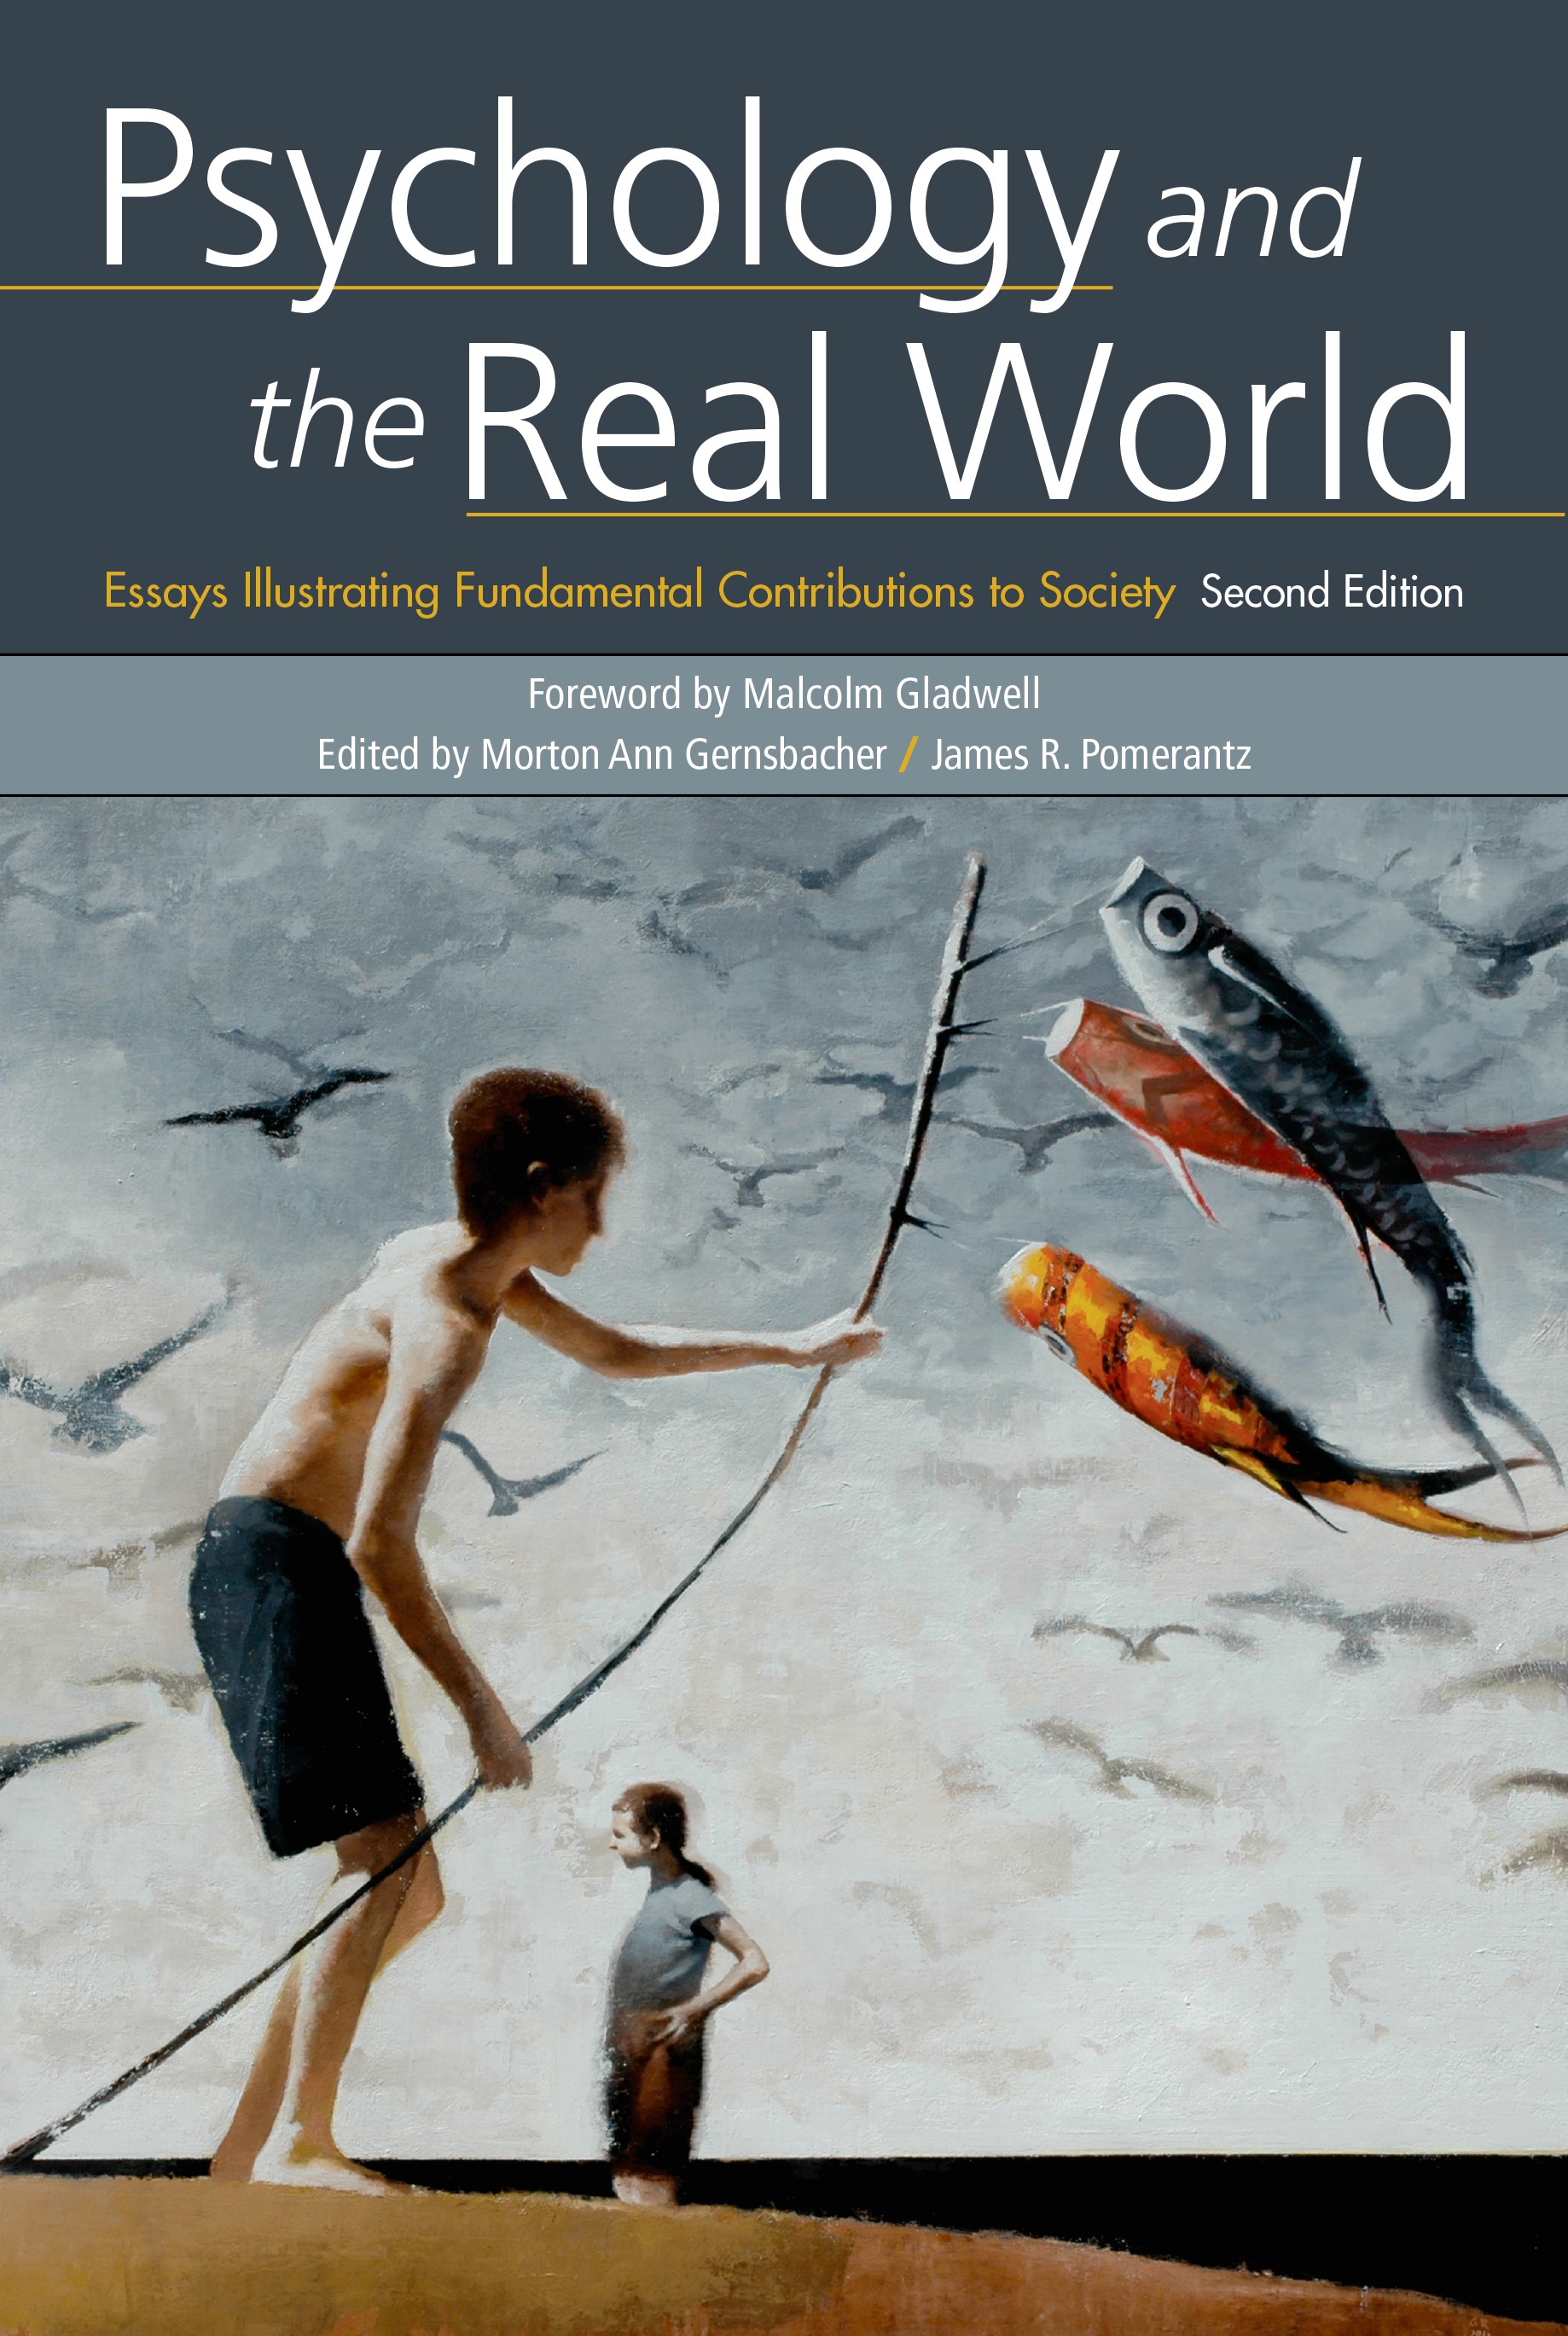 Psychology and
the Real World
Essays Illustrating Fundamental Contributions to Society Second Edition
Foreword by Malcolm Gladwell
Edited by Morton Ann Gernsbacher / James R. Pomerantz